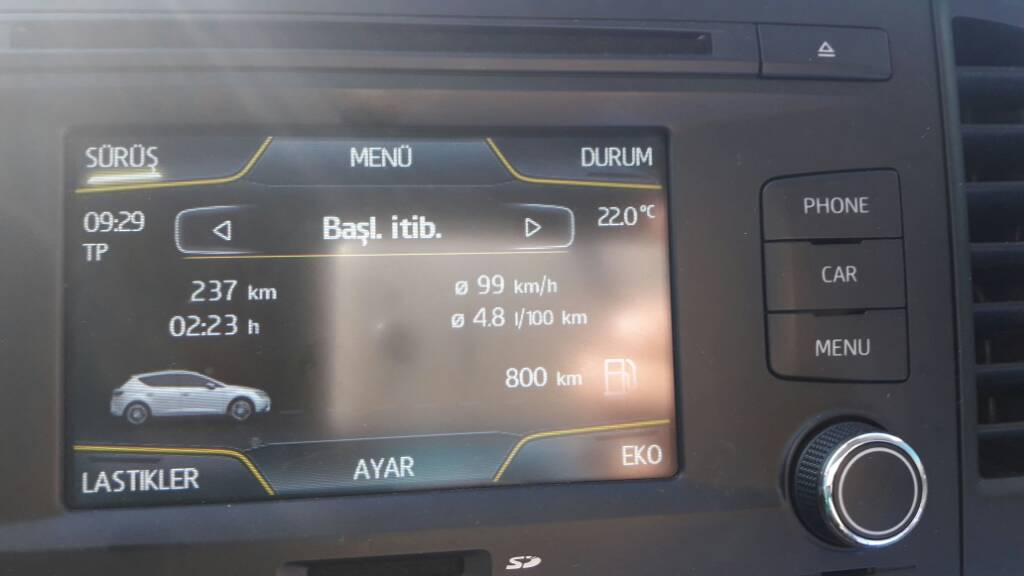 SÜRÜŞ MENÜ DURUM
09:29 Başl. itib. 22.0°C
TP
237 km ø 99 km/h
02:23 h ø 4.8 l/100 km
800 km
LASTIKLER AYAR EKO
PHONE
CAR
MENU
SD